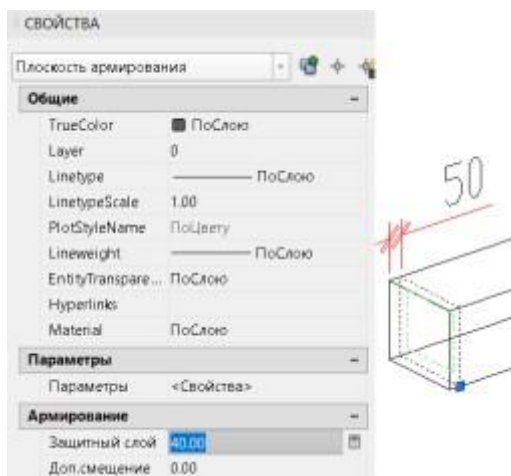 СВОЙСТВА
Плоскость армирования
Общие
TrueColor ПоСлою
Layer 0
Linetype ПоСлою
LinetypeScale 1.00
PlotStyleName ПоЦвету
Lineweight ПоСлою
EntityTranspare... ПоСлою
Hyperlinks
Material ПоСлою
Параметры
Параметры <Свойства>
Армирование
Защитный слой 40.00
Доп.смещение 0.00
50